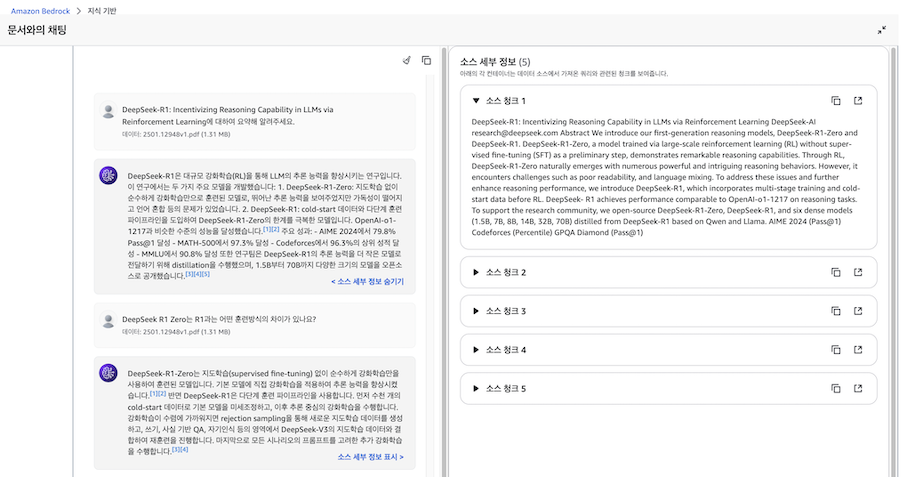 Amazon Bedrock > 지식 기반
문서와의 채팅
DeepSeek-R1: Incentivizing Reasoning Capability in LLMs via
Reinforcement Learning에 대하여 요약해 알려주세요.
데이터: 2501.12948v1.pdf (1.31 MB)
DeepSeek-R1은 대규모 강화학습(RL)을 통해 LLM의 추론 능력을 향상시키는 연구입니다.
이 연구에서는 두 가지 주요 모델을 개발했습니다: 1. DeepSeek-R1-Zero: 지도학습 없이
순수하게 강화학습만으로 훈련된 모델로, 뛰어난 추론 능력을 보여주었지만 가독성이 떨어지
고 언어 혼합 등의 문제가 있었습니다. 2. DeepSeek-R1: cold-start 데이터와 다단계 훈련
파이프라인을 도입하여 DeepSeek-R1-Zero의 한계를 극복한 모델입니다. OpenAI-o1-
1217과 비슷한 수준의 성능을 달성했습니다.[1][2] 주요 성과: - AIME 2024에서 79.8%
Pass@1 달성 - MATH-500에서 97.3% 달성 - Codeforces에서 96.3%의 상위 성적 달
성 - MMLU에서 90.8% 달성 또한 연구팀은 DeepSeek-R1의 추론 능력을 더 작은 모델로
전달하기 위해 distillation을 수행했으며, 1.5B부터 70B까지 다양한 크기의 모델을 오픈소
스로 공개했습니다.[3][4][5]
< 소스 세부 정보 숨기기
DeepSeek R1 Zero는 R1과는 어떤 훈련방식의 차이가 있나요?
데이터: 2501.12948v1.pdf (1.31 MB)
DeepSeek-R1-Zero는 지도학습(supervised fine-tuning) 없이 순수하게 강화학습만을
사용하여 훈련된 모델입니다. 기본 모델에 직접 강화학습을 적용하여 추론 능력을 향상시켰
습니다.[1][2] 반면 DeepSeek-R1은 다단계 훈련 파이프라인을 사용합니다. 먼저 수천 개의
cold-start 데이터로 기본 모델을 미세조정하고, 이후 추론 중심의 강화학습을 수행합니다.
강화학습이 수렴에 가까워지면 rejection sampling을 통해 새로운 지도학습 데이터를 생성
하고, 쓰기, 사실 기반 QA, 자기인식 등의 영역에서 DeepSeek-V3의 지도학습 데이터와 결
합하여 재훈련을 진행합니다. 마지막으로 모든 시나리오의 프롬프트를 고려한 추가 강화학습
을 수행합니다.[3][4]
소스 세부 정보 표시 >
소스 세부 정보 (5)
아래의 각 컨테이너는 데이터 소스에서 가져온 쿼리와 관련된 청크를 보여줍니다.
소스 청크 1
DeepSeek-R1: Incentivizing Reasoning Capability in LLMs via Reinforcement Learning DeepSeek-AI
research@deepseek.com Abstract We introduce our first-generation reasoning models, DeepSeek-R1-Zero and
DeepSeek-R1. DeepSeek-R1-Zero, a model trained via large-scale reinforcement learning (RL) without super-
vised fine-tuning (SFT) as a preliminary step, demonstrates remarkable reasoning capabilities. Through RL,
DeepSeek-R1-Zero naturally emerges with numerous powerful and intriguing reasoning behaviors. However, it
encounters challenges such as poor readability, and language mixing. To address these issues and further
enhance reasoning performance, we introduce DeepSeek-R1, which incorporates multi-stage training and cold-
start data before RL. DeepSeek- R1 achieves performance comparable to OpenAI-o1-1217 on reasoning tasks.
To support the research community, we open-source DeepSeek-R1-Zero, DeepSeek-R1, and six dense models
(1.5B, 7B, 8B, 14B, 32B, 70B) distilled from DeepSeek-R1 based on Qwen and Llama. AIME 2024 (Pass@1)
Codeforces (Percentile) GPQA Diamond (Pass@1)
소스 청크 2
소스 청크 3
소스 청크 4
소스 청크 5